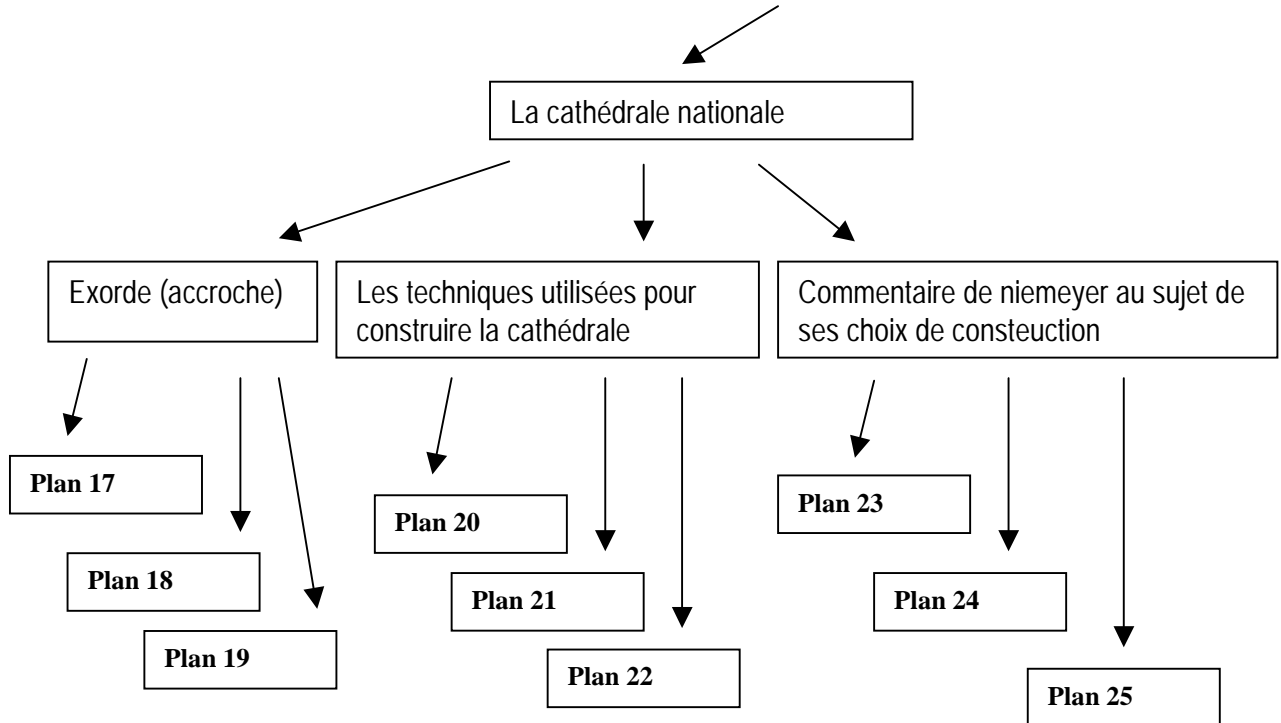 La cathédrale nationale
Exorde (accroche)
Les techniques utilisées pour
construire la cathédrale
Commentaire de niemeyer au sujet de
ses choix de consteuction
Plan 17
Plan 18
Plan 19
Plan 20
Plan 21
Plan 22
Plan 23
Plan 24
Plan 25